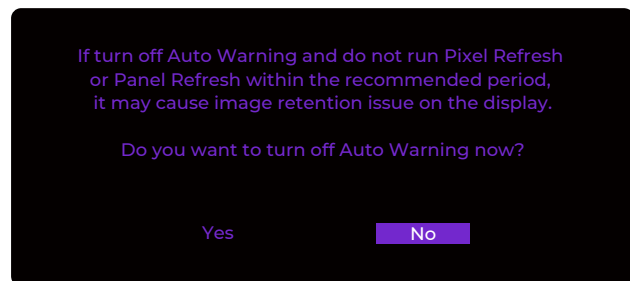 If turn off Auto Warning and do not run Pixel Refresh
or Panel Refresh within the recommended period,
it may cause image retention issue on the display.
Do you want to turn off Auto Warning now?
Yes
No